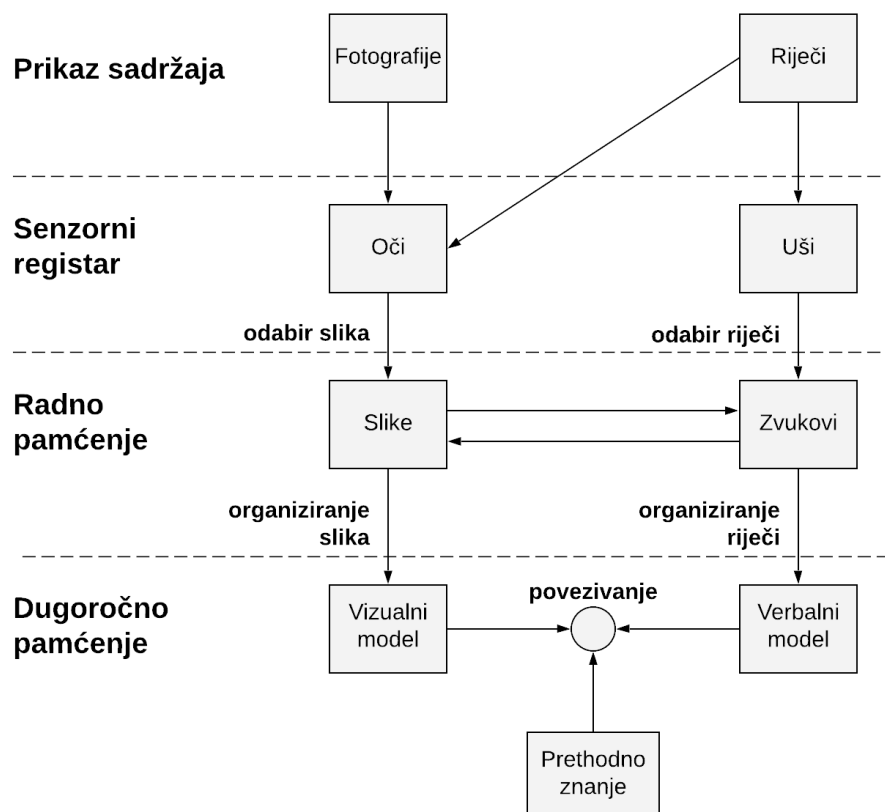 Prikaz sadržaja
Fotografije
Riječi
Senzorni
registar
Oči
Uši
odabir slika
odabir riječi
Radno
pamćenje
Slike
Zvukovi
organiziranje
slika
organiziranje
riječi
Dugoročno
pamćenje
Vizualni
model
povezivanje
Verbalni
model
Prethodno
znanje